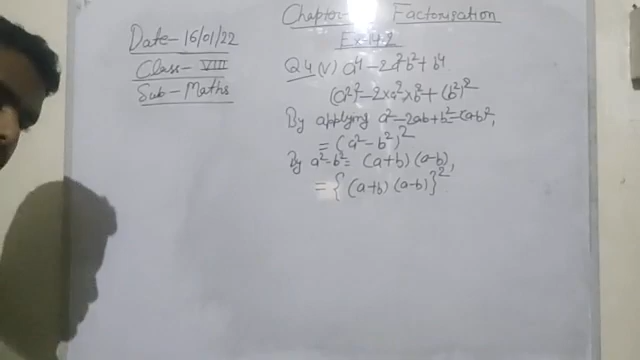 Date- 16/01/22
Class- VIII
Sub- Maths
Chapter- Factorisation
Ex-14.2
Q4 (v) a⁴ - 2a²b² + b⁴
(a²)² - 2×a²×b² + (b²)²
By applying a² - 2ab + b² = (a-b)²,
= (a² - b²)²
By a² - b² = (a+b) (a-b),
= {(a+b) (a-b)}²